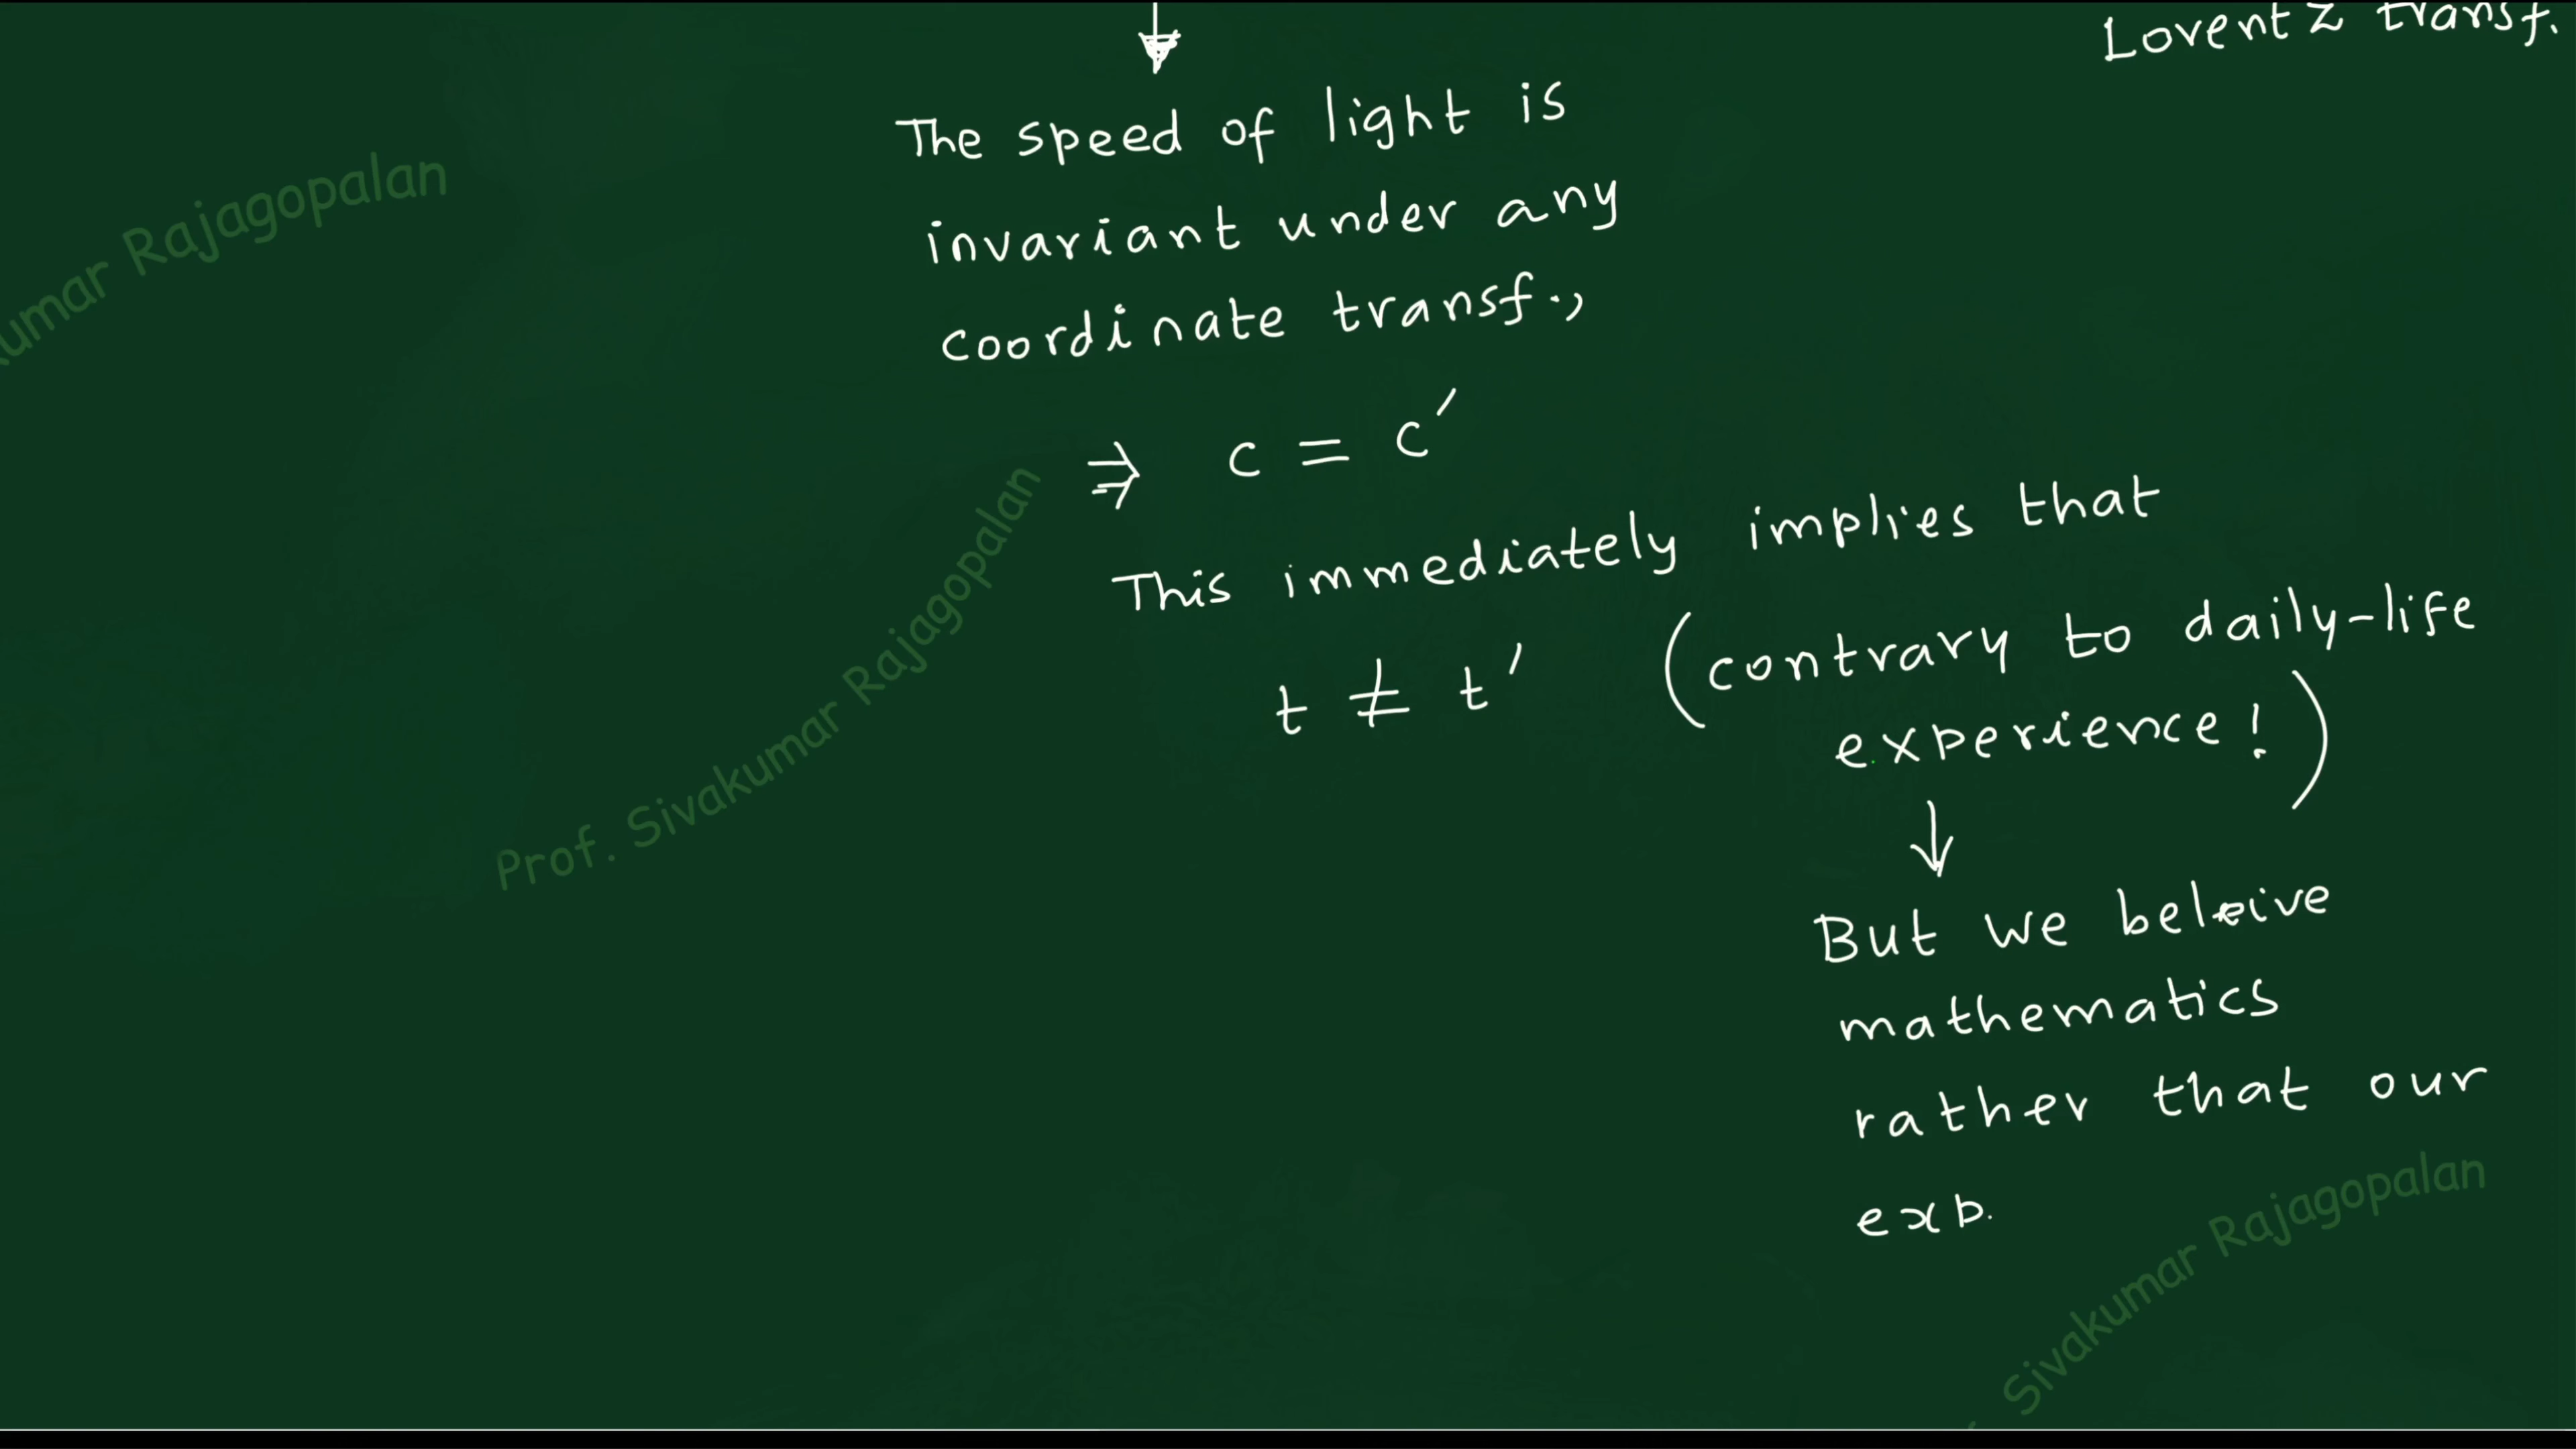 Lorentz transf.
The speed of light is
invariant under any
coordinate transf.,
⇒ c = c′
This immediately implies that
t ≠ t′ (contrary to daily-life
experience!)
But we beleive
mathematics
rather that our
exp.
kumar Rajagopalan
Prof. Sivakumar Rajagopalan
Sivakumar Rajagopalan